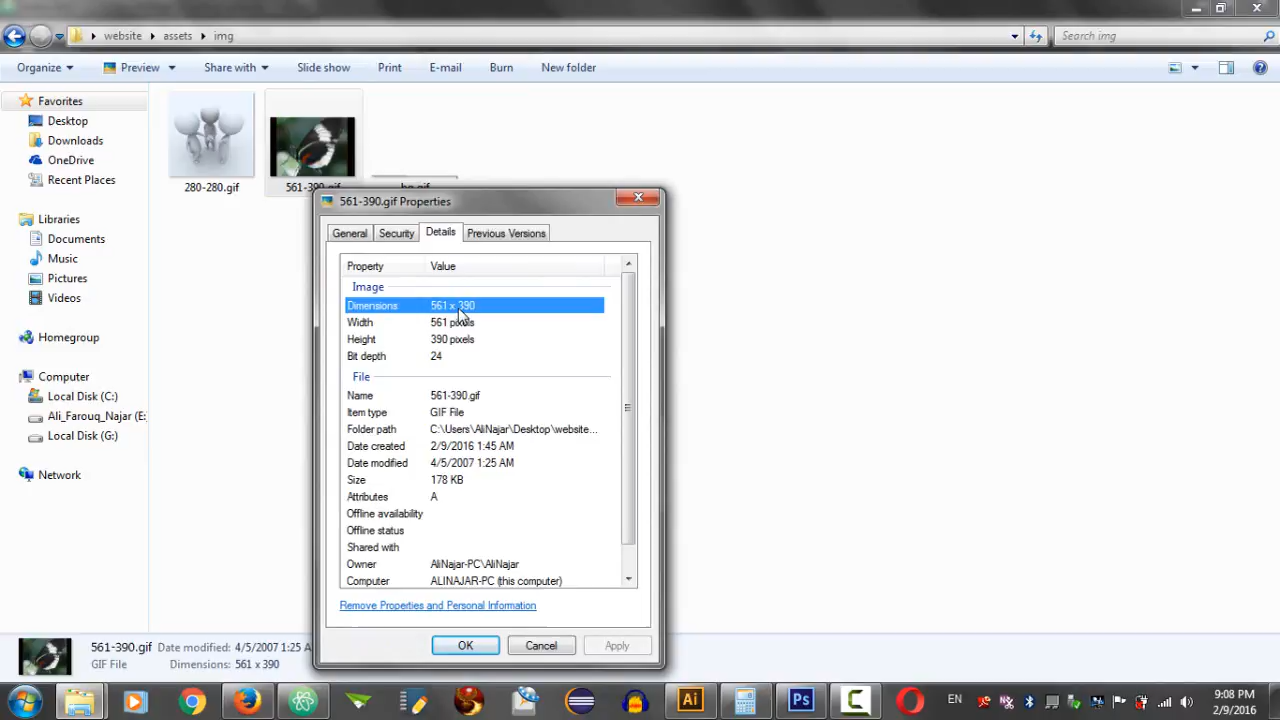 website assets img
Search img
Organize Preview Share with Slide show Print E-mail Burn New folder
Favorites
Desktop
Downloads
OneDrive
Recent Places
Libraries
Documents
Music
Pictures
Videos
Homegroup
Computer
Local Disk (C:)
Ali_Farouq_Najar (E:
Local Disk (G:)
Network
280-280.gif
561-390.gif
bg.gif
561-390.gif Properties
General Security Details Previous Versions
Property Value
Image
Dimensions 561 x 390
Width 561 pixels
Height 390 pixels
Bit depth 24
File
Name 561-390.gif
Item type GIF File
Folder path C:\Users\AliNajar\Desktop\website...
Date created 2/9/2016 1:45 AM
Date modified 4/5/2007 1:25 AM
Size 178 KB
Attributes A
Offline availability
Offline status
Shared with
Owner AliNajar-PC\AliNajar
Computer ALINAJAR-PC (this computer)
Remove Properties and Personal Information
OK Cancel Apply
561-390.gif Date modified: 4/5/2007 1:25 A
GIF File Dimensions: 561 x 390
Ai
Ps
EN
9:08 PM
2/9/2016